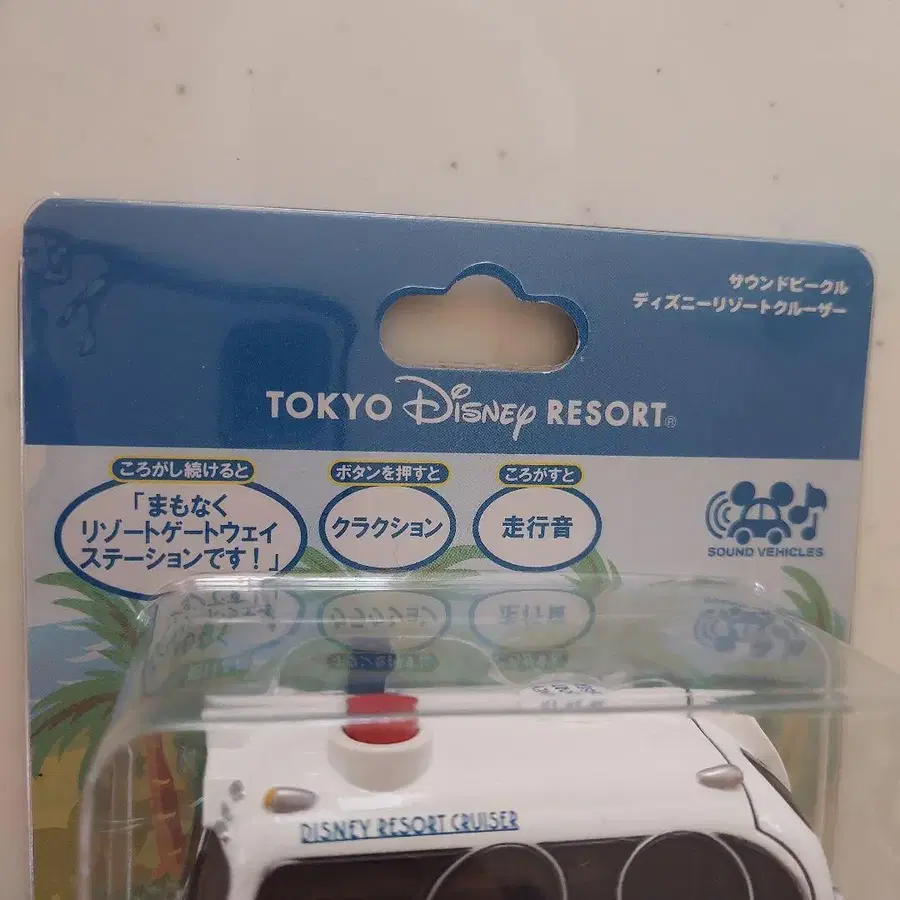 サウンドビークル
ディズニーリゾートクルーザー
TOKYO Disney RESORT®
ころがし続けると
「まもなく
リゾートゲートウェイ
ステーションです!」
ボタンを押すと
クラクション
ころがすと
走行音
SOUND VEHICLES
DISNEY RESORT CRUISER